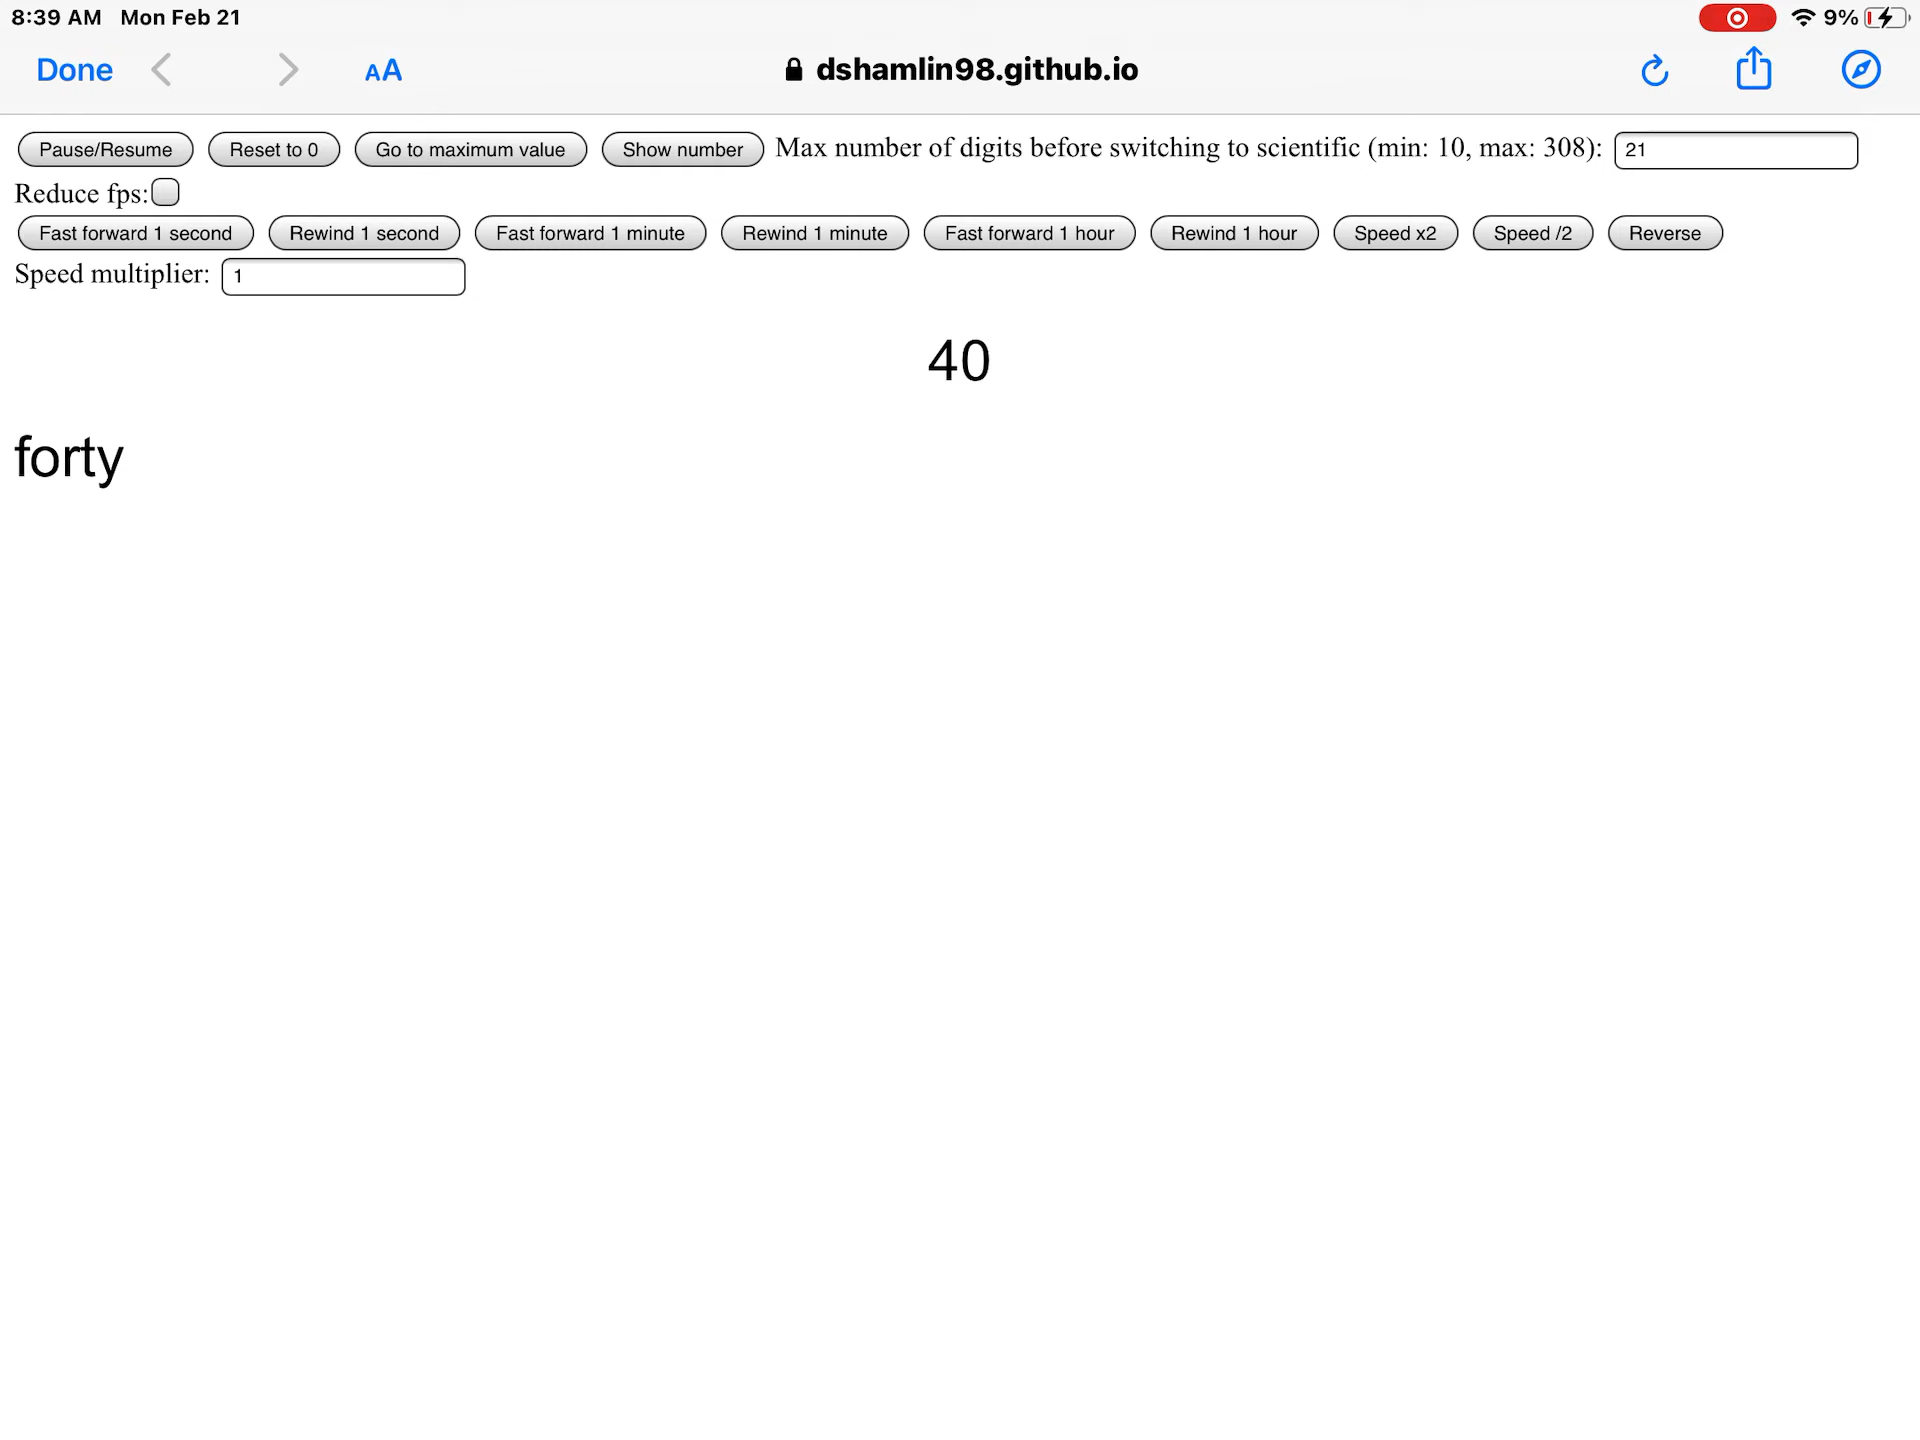 8:39 AM Mon Feb 21 9%
Done AA dshamlin98.github.io
Pause/Resume Reset to 0 Go to maximum value Show number Max number of digits before switching to scientific (min: 10, max: 308): 21
Reduce fps:
Fast forward 1 second Rewind 1 second Fast forward 1 minute Rewind 1 minute Fast forward 1 hour Rewind 1 hour Speed x2 Speed /2 Reverse
Speed multiplier: 1
40
forty